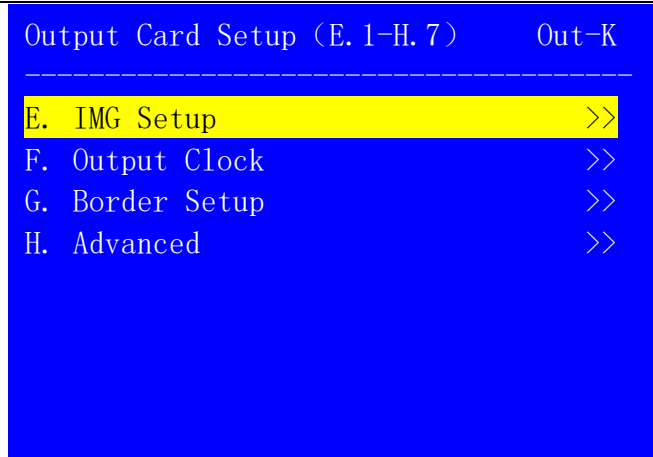 Output Card Setup（E.1-H.7） Out-K
--------------------------------------
E. IMG Setup >>
F. Output Clock >>
G. Border Setup >>
H. Advanced >>